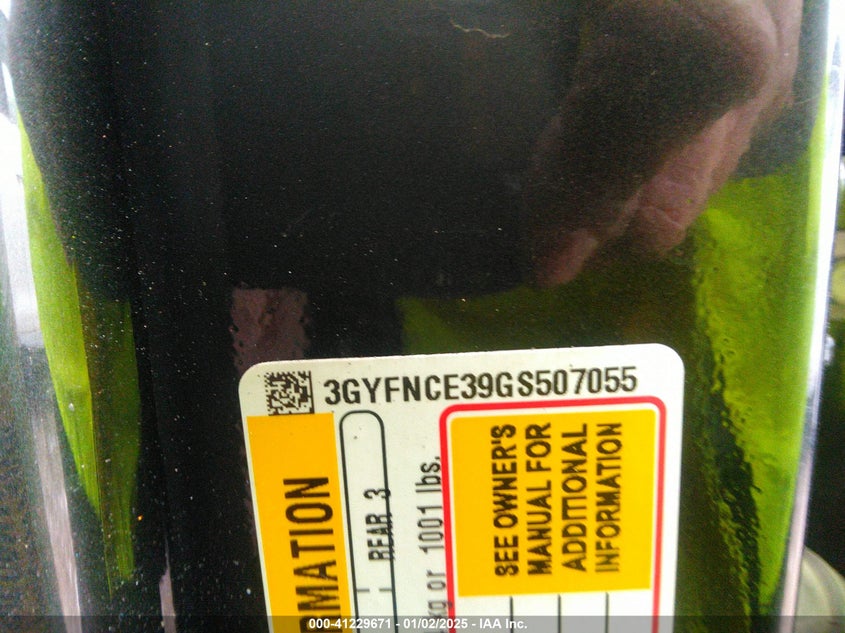 3GYFNCE39GS507055
RMATION
REAR 3
kg or 1001 lbs.
SEE OWNER'S
MANUAL FOR
ADDITIONAL
INFORMATION
000-41229671 - 01/02/2025 - IAA Inc.